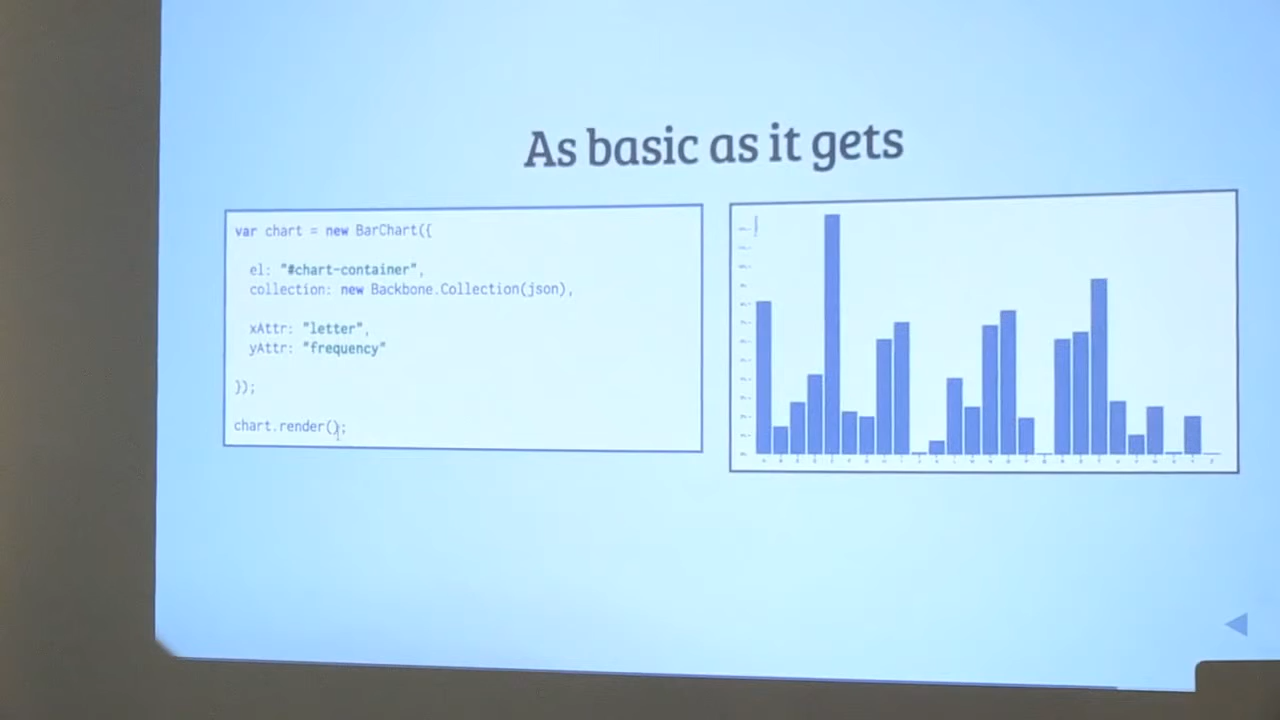 As basic as it gets
var chart = new BarChart({
el: "#chart-container",
collection: new Backbone.Collection(json),
xAttr: "letter",
yAttr: "frequency"
});
chart.render();